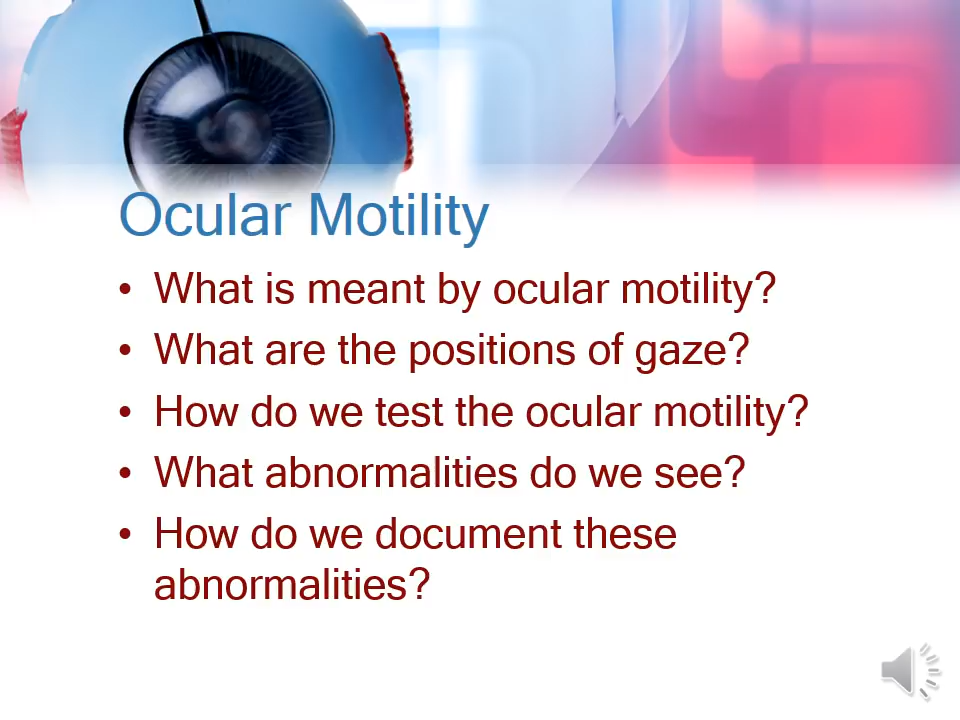 Ocular Motility
• What is meant by ocular motility?
• What are the positions of gaze?
• How do we test the ocular motility?
• What abnormalities do we see?
• How do we document these
abnormalities?